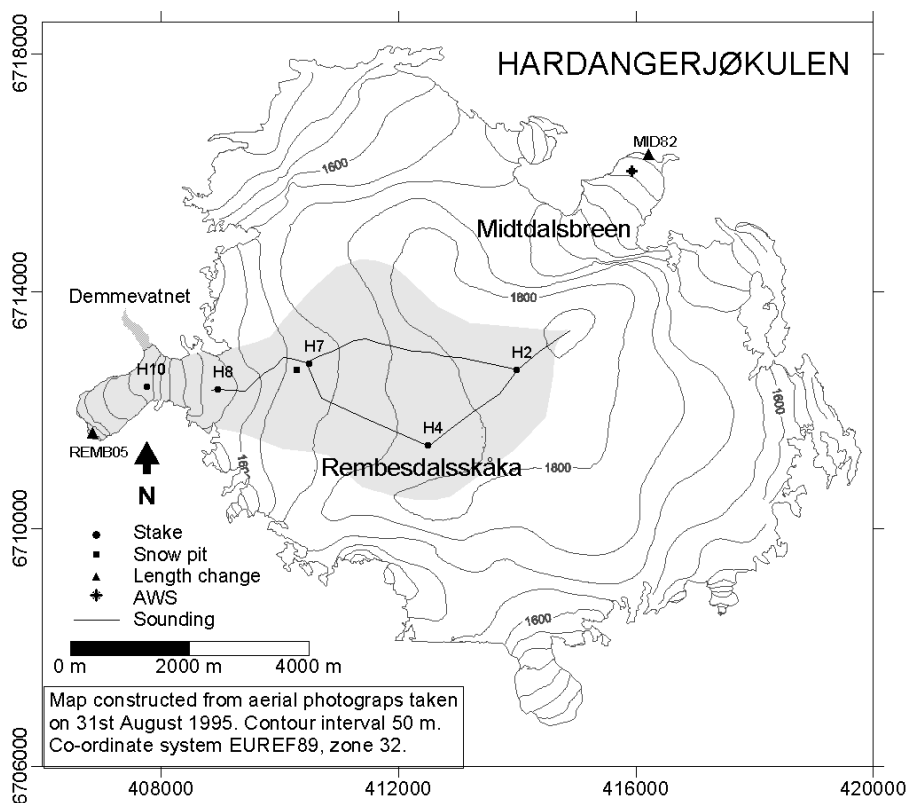 HARDANGERJØKULEN
6718000
6714000
6710000
6706000
MID82
1600
Midtdalsbreen
1800
Demmevatnet
H7
H2
H10
H8
H4
REMB05
1600
1600
Rembesdalsskåka
1800
N
Stake
Snow pit
Length change
AWS
Sounding
1600
0 m 2000 m 4000 m
Map constructed from aerial photograps taken
on 31st August 1995. Contour interval 50 m.
Co-ordinate system EUREF89, zone 32.
408000 412000 416000 420000